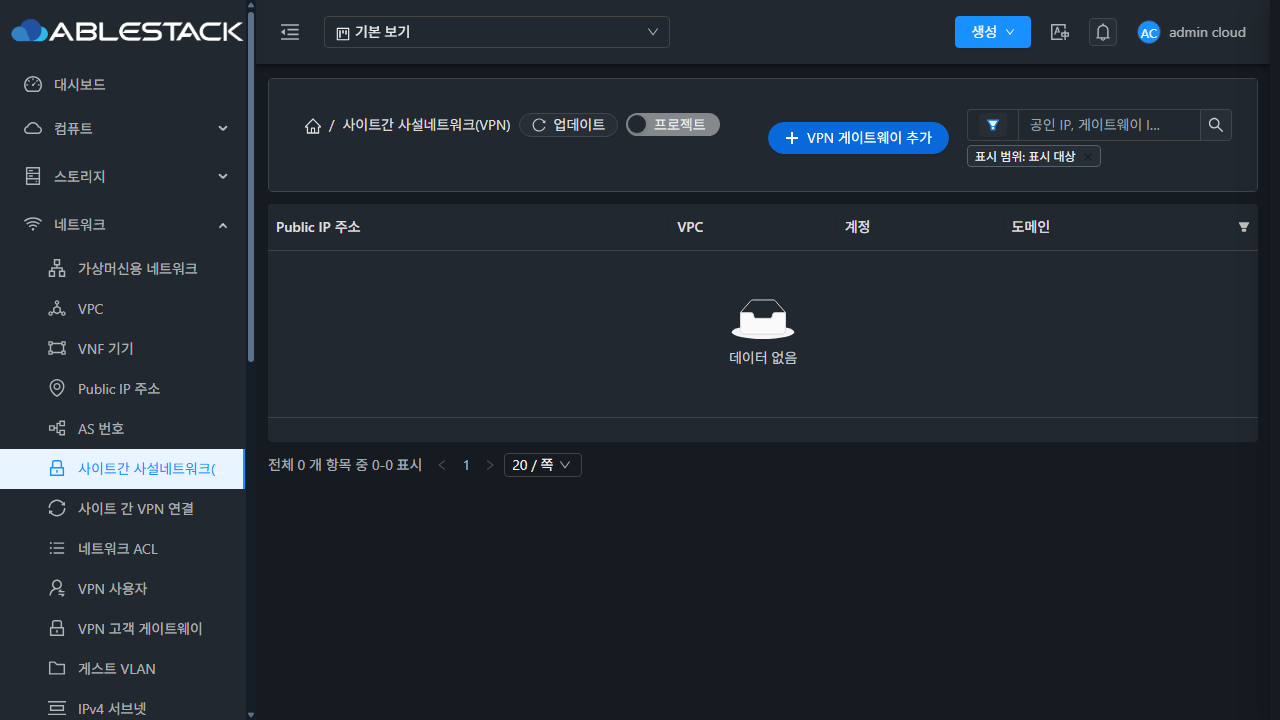 ABLESTACK
기본 보기
생성
AC
admin cloud
대시보드
컴퓨트
스토리지
네트워크
가상머신용 네트워크
VPC
VNF 기기
Public IP 주소
AS 번호
사이트간 사설네트워크(
사이트 간 VPN 연결
네트워크 ACL
VPN 사용자
VPN 고객 게이트웨이
게스트 VLAN
IPv4 서브넷
/ 사이트간 사설네트워크(VPN)
업데이트
프로젝트
VPN 게이트웨이 추가
공인 IP, 게이트웨이 I...
표시 범위: 표시 대상
Public IP 주소 VPC 계정 도메인
데이터 없음
전체 0 개 항목 중 0-0 표시
1
20 / 쪽